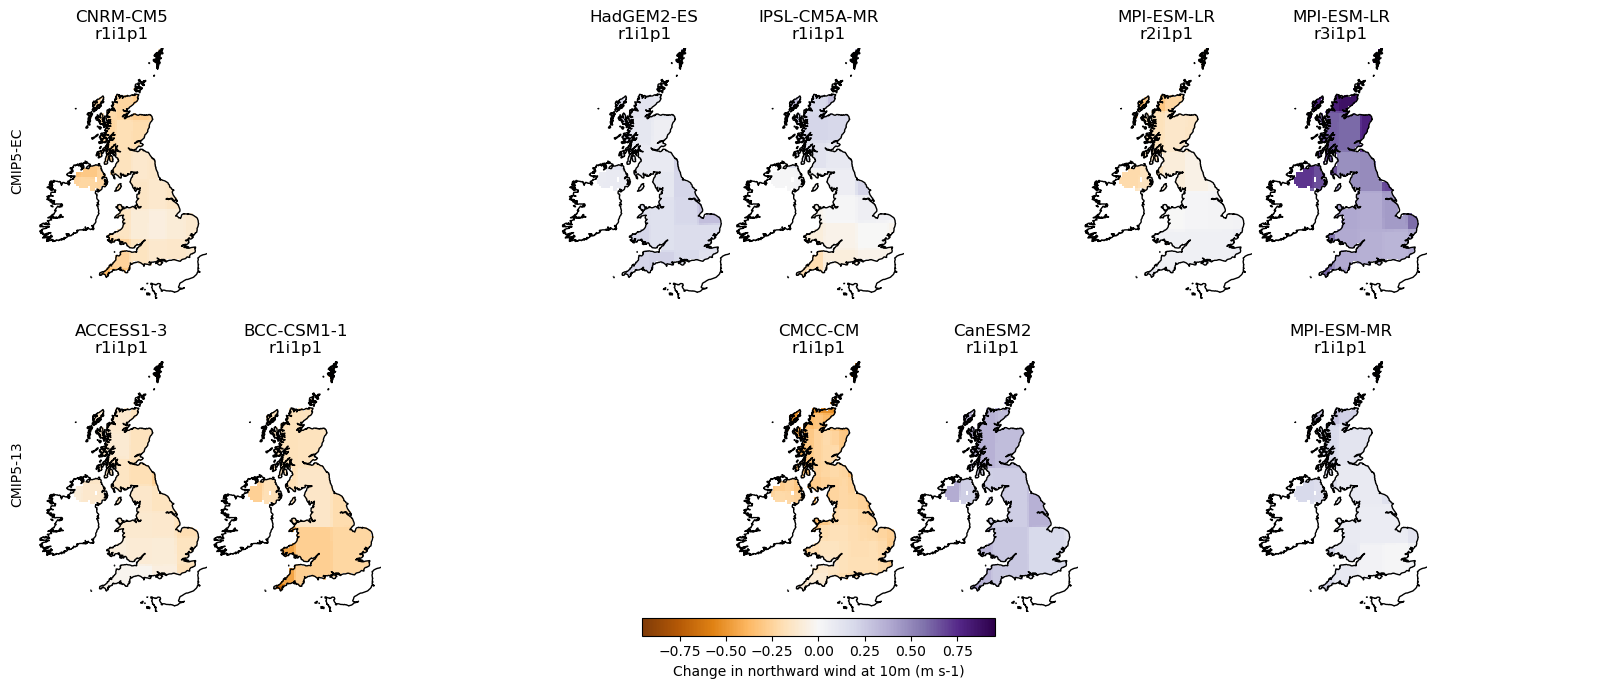 CNRM-CM5
r1i1p1
HadGEM2-ES
r1i1p1
IPSL-CM5A-MR
r1i1p1
MPI-ESM-LR
r2i1p1
MPI-ESM-LR
r3i1p1
CMIP5-EC
ACCESS1-3
r1i1p1
BCC-CSM1-1
r1i1p1
CMCC-CM
r1i1p1
CanESM2
r1i1p1
MPI-ESM-MR
r1i1p1
CMIP5-13
−0.75 −0.50 −0.25 0.00 0.25 0.50 0.75
Change in northward wind at 10m (m s-1)